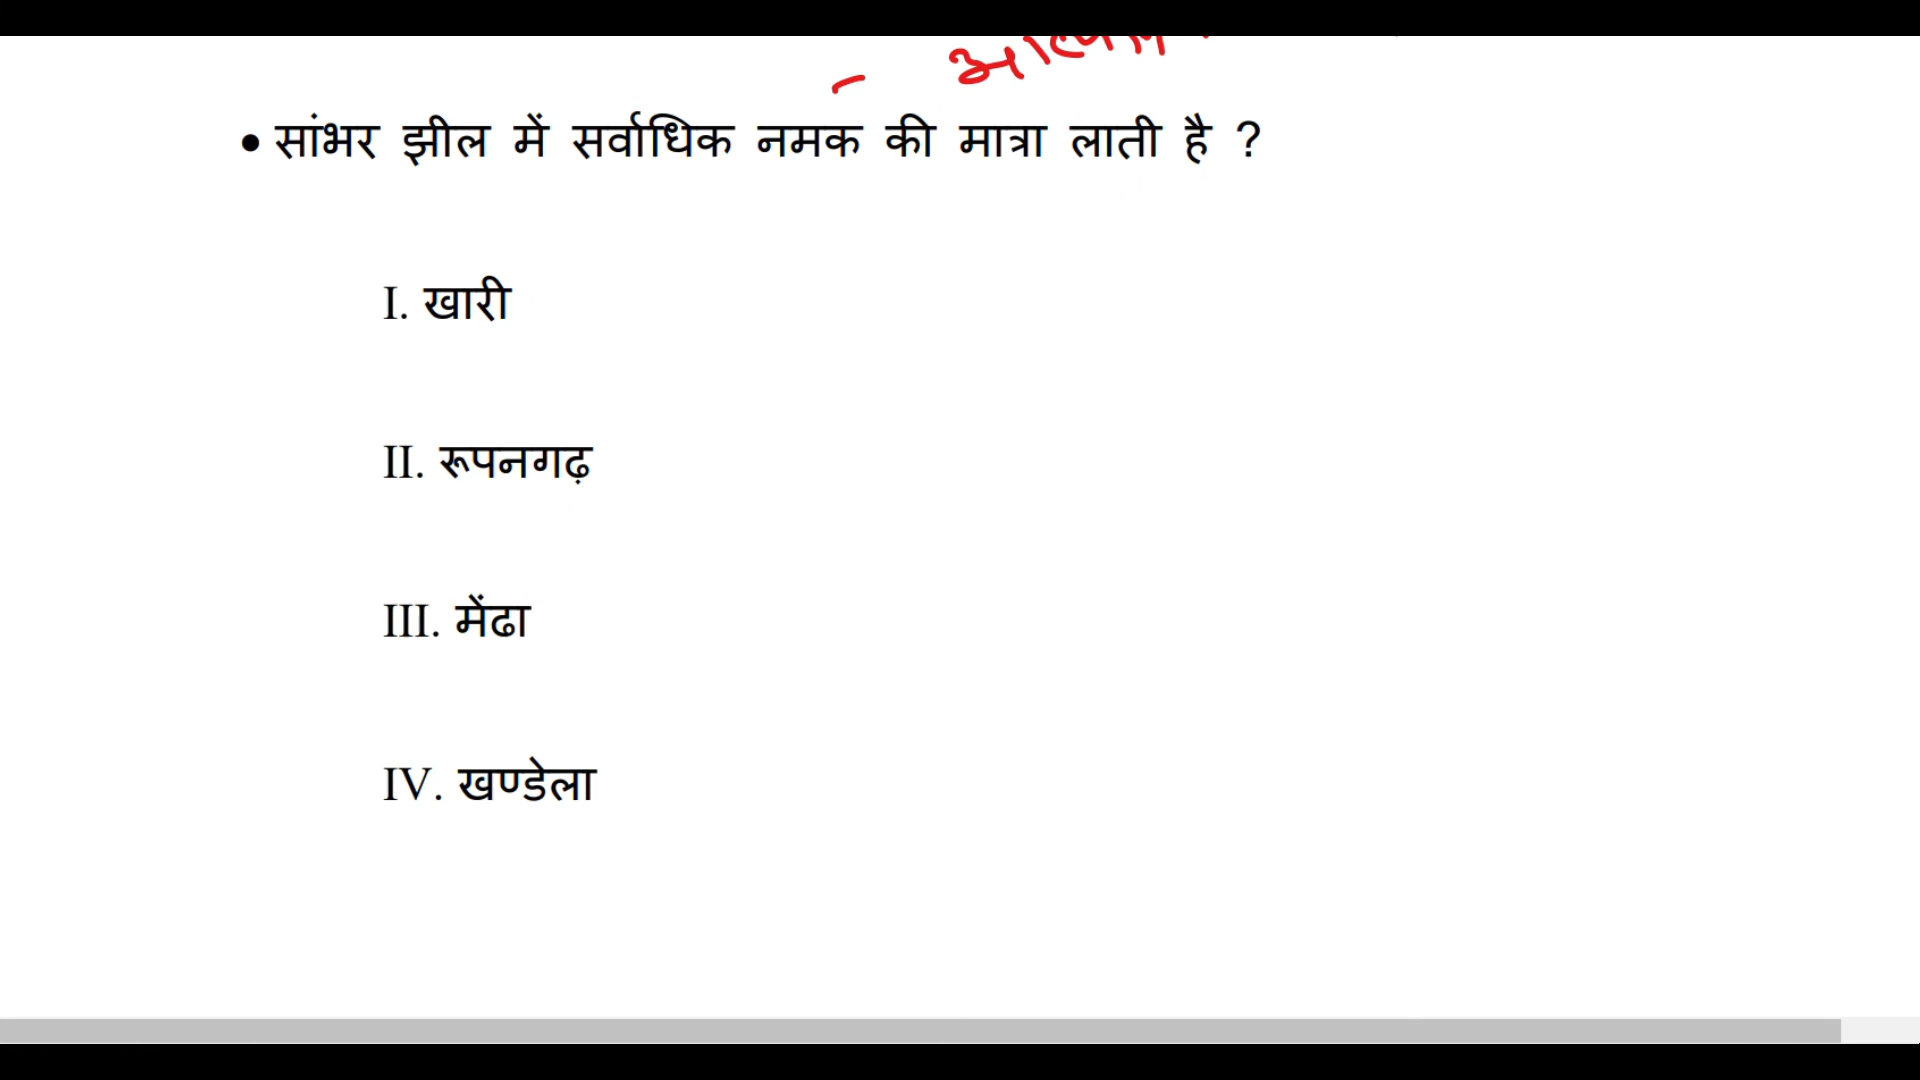 • सांभर झील में सर्वाधिक नमक की मात्रा लाती है ?
I. खारी
II. रूपनगढ़
III. मेंढा
IV. खण्डेला